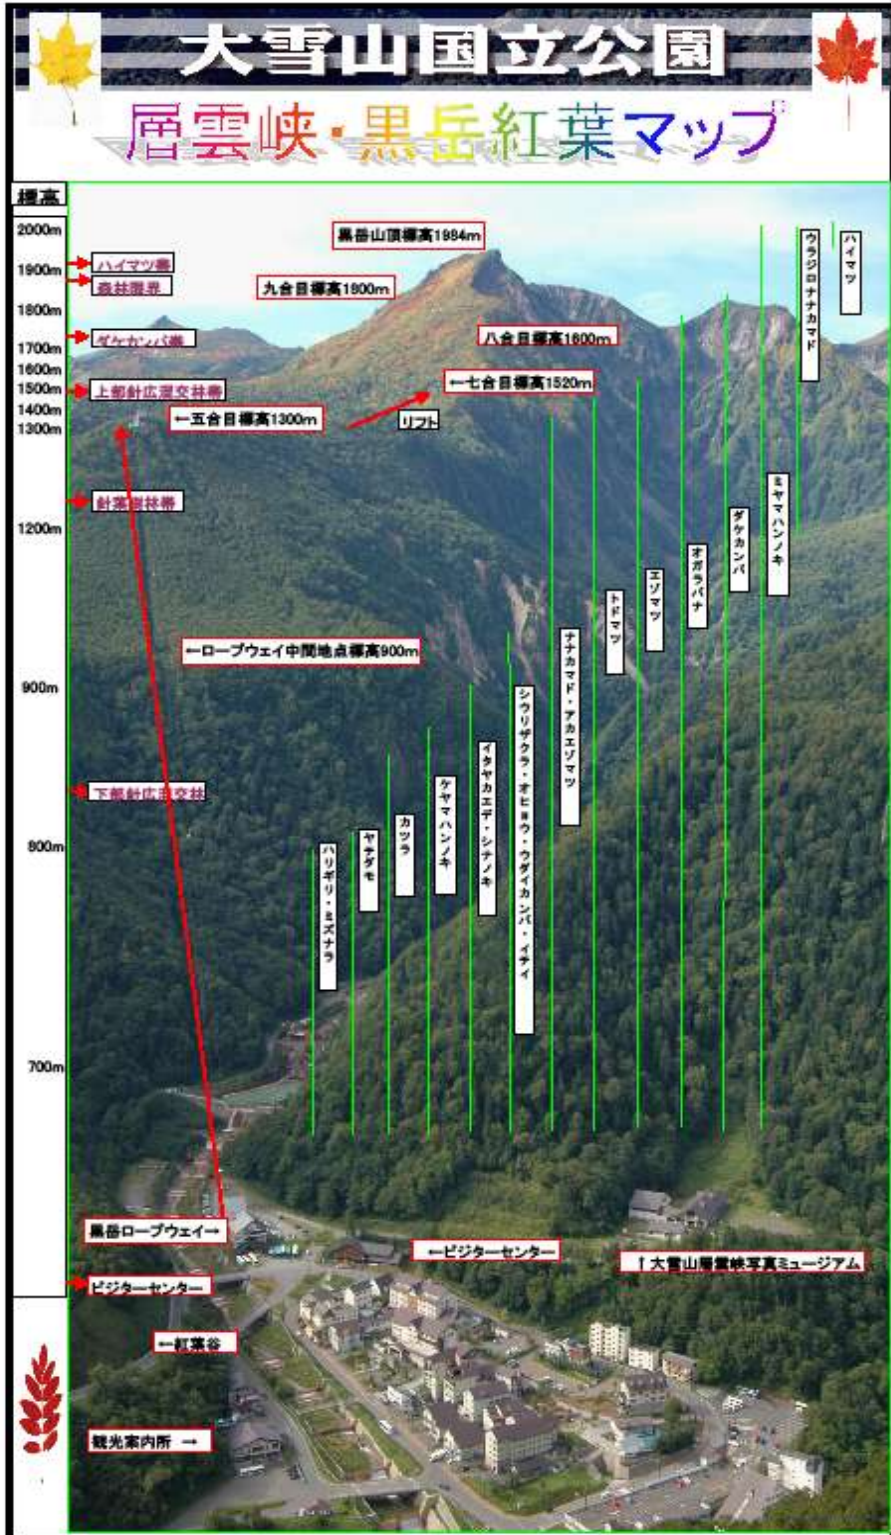 大雪山国立公園
層雲峡・黒岳紅葉マップ
標高
2000m
1900m
1800m
1700m
1600m
1500m
1400m
1300m
1200m
900m
800m
700m
ハイマツ帯
森林限界
ダケカンバ帯
上部針広混交林帯
針葉樹林帯
下部針広混交林
黒岳山頂標高1984m
九合目標高1800m
八合目標高1600m
←七合目標高1520m
リフト
←五合目標高1300m
←ロープウェイ中間地点標高900m
ハイマツ
ウラジロナナカマド
ミヤマハンノキ
ダケカンバ
オガラバナ
エゾマツ
トドマツ
ナナカマド・アカエゾマツ
シウリザクラ・オヒョウ・ウダイカンバ・イチイ
イタヤカエデ・シナノキ
ケヤマハンノキ
カツラ
ヤチダモ
ハリギリ・ミズナラ
黒岳ロープウェイ→
←ビジターセンター
↑大雪山層雲峡写真ミュージアム
ビジターセンター
←紅葉谷
観光案内所 →